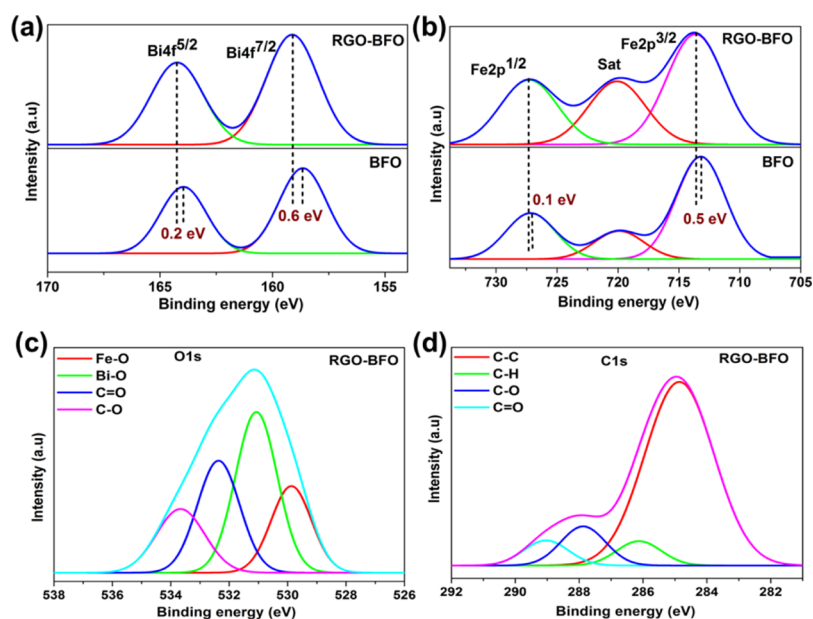 (a)
RGO-BFO
Bi4f5/2
Bi4f7/2
BFO
0.2 eV
0.6 eV
Intensity (a.u)
170 165 160 155
Binding energy (eV)
(b)
Fe2p3/2
RGO-BFO
Fe2p1/2
Sat
BFO
0.1 eV
0.5 eV
Intensity (a.u)
730 725 720 715 710 705
Binding energy (eV)
(c)
Fe-O
Bi-O
C=O
C-O
O1s
RGO-BFO
Intensity (a.u)
538 536 534 532 530 528 526
Binding energy (eV)
(d)
C-C
C-H
C-O
C=O
C1s
RGO-BFO
Intensity (a.u)
292 290 288 286 284 282
Binding energy (eV)